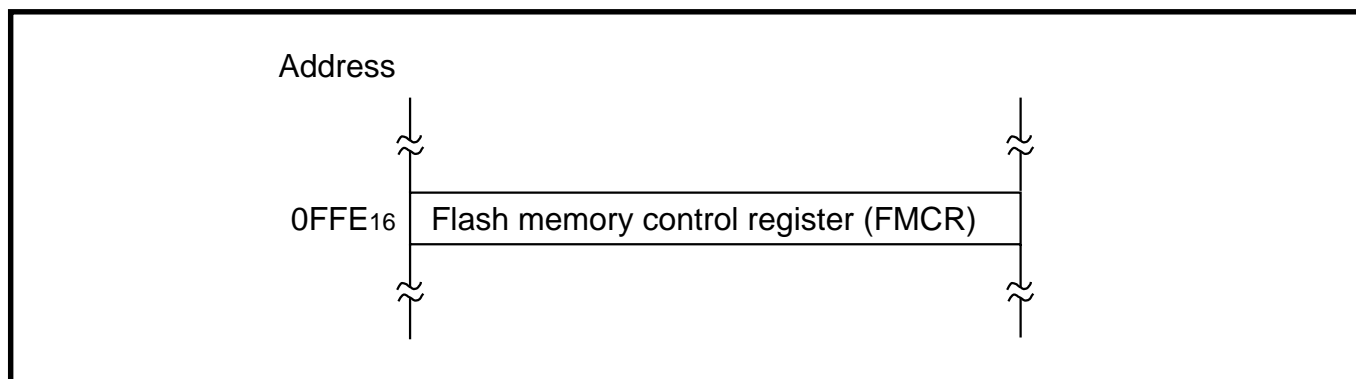 Address
0FFE16 Flash memory control register (FMCR)